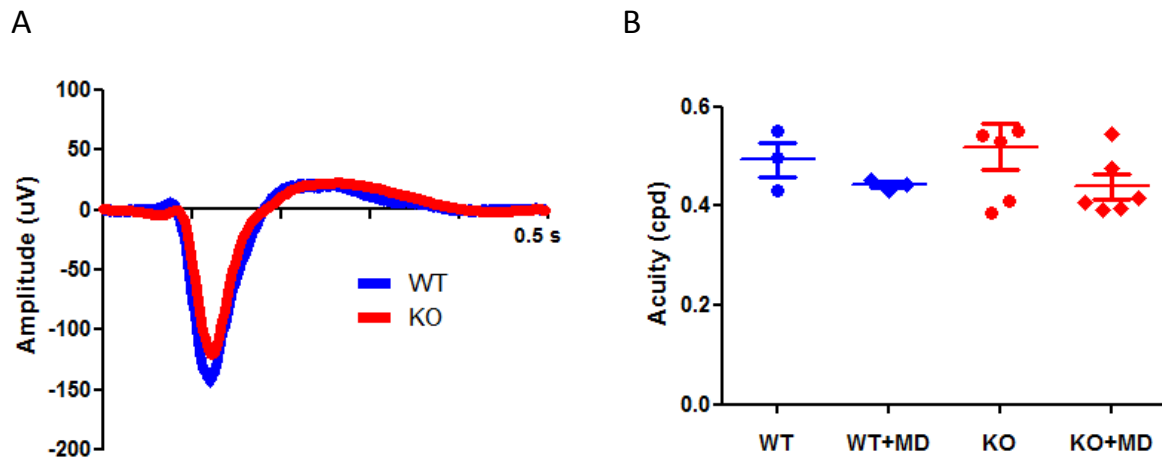 A
B
Amplitude (uV)
100
50
0
-50
-100
-150
-200
0.5 s
WT
KO
Acuity (cpd)
0.6
0.4
0.2
0.0
WT
WT+MD
KO
KO+MD